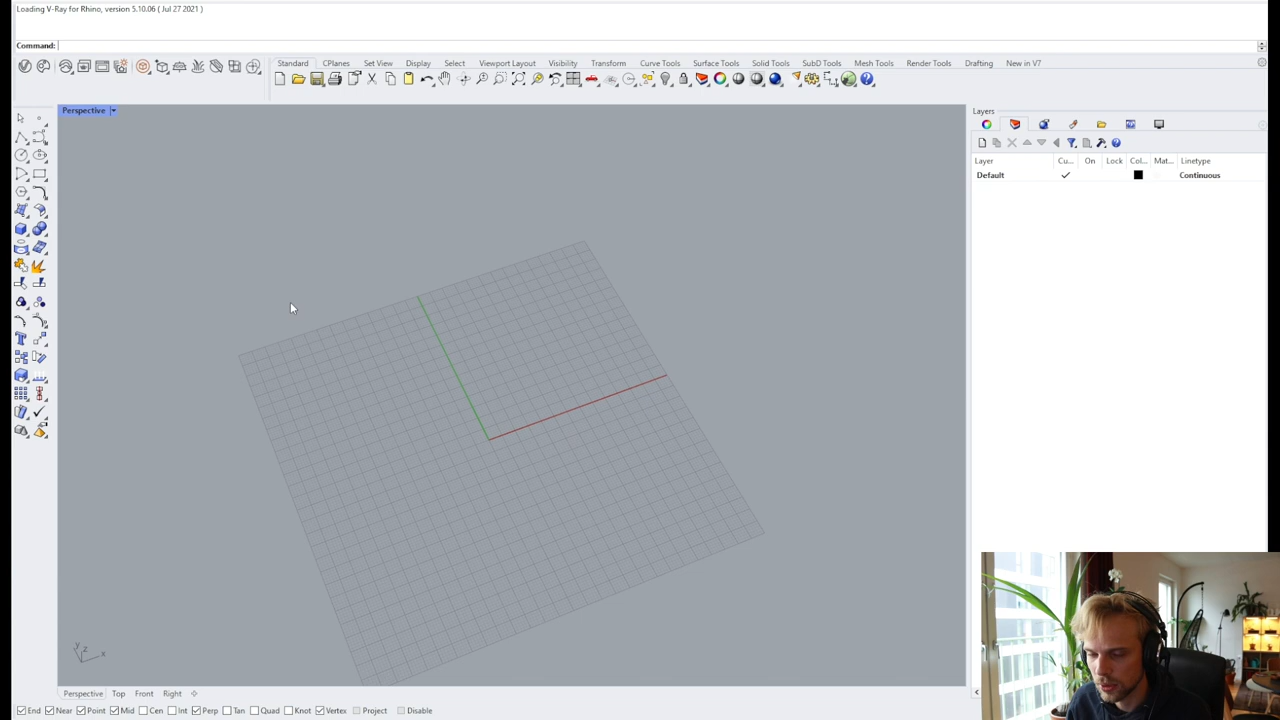 Loading V-Ray for Rhino, version 5.10.06 ( Jul 27 2021 )
Command:
Standard CPlanes Set View Display Select Viewport Layout Visibility Transform Curve Tools Surface Tools Solid Tools SubD Tools Mesh Tools Render Tools Drafting New in V7
Perspective
Layers
Layer Cu... On Lock Col... Mat... Linetype
Default Continuous
y
z
x
Perspective Top Front Right
End Near Point Mid Cen Int Perp Tan Quad Knot Vertex Project Disable